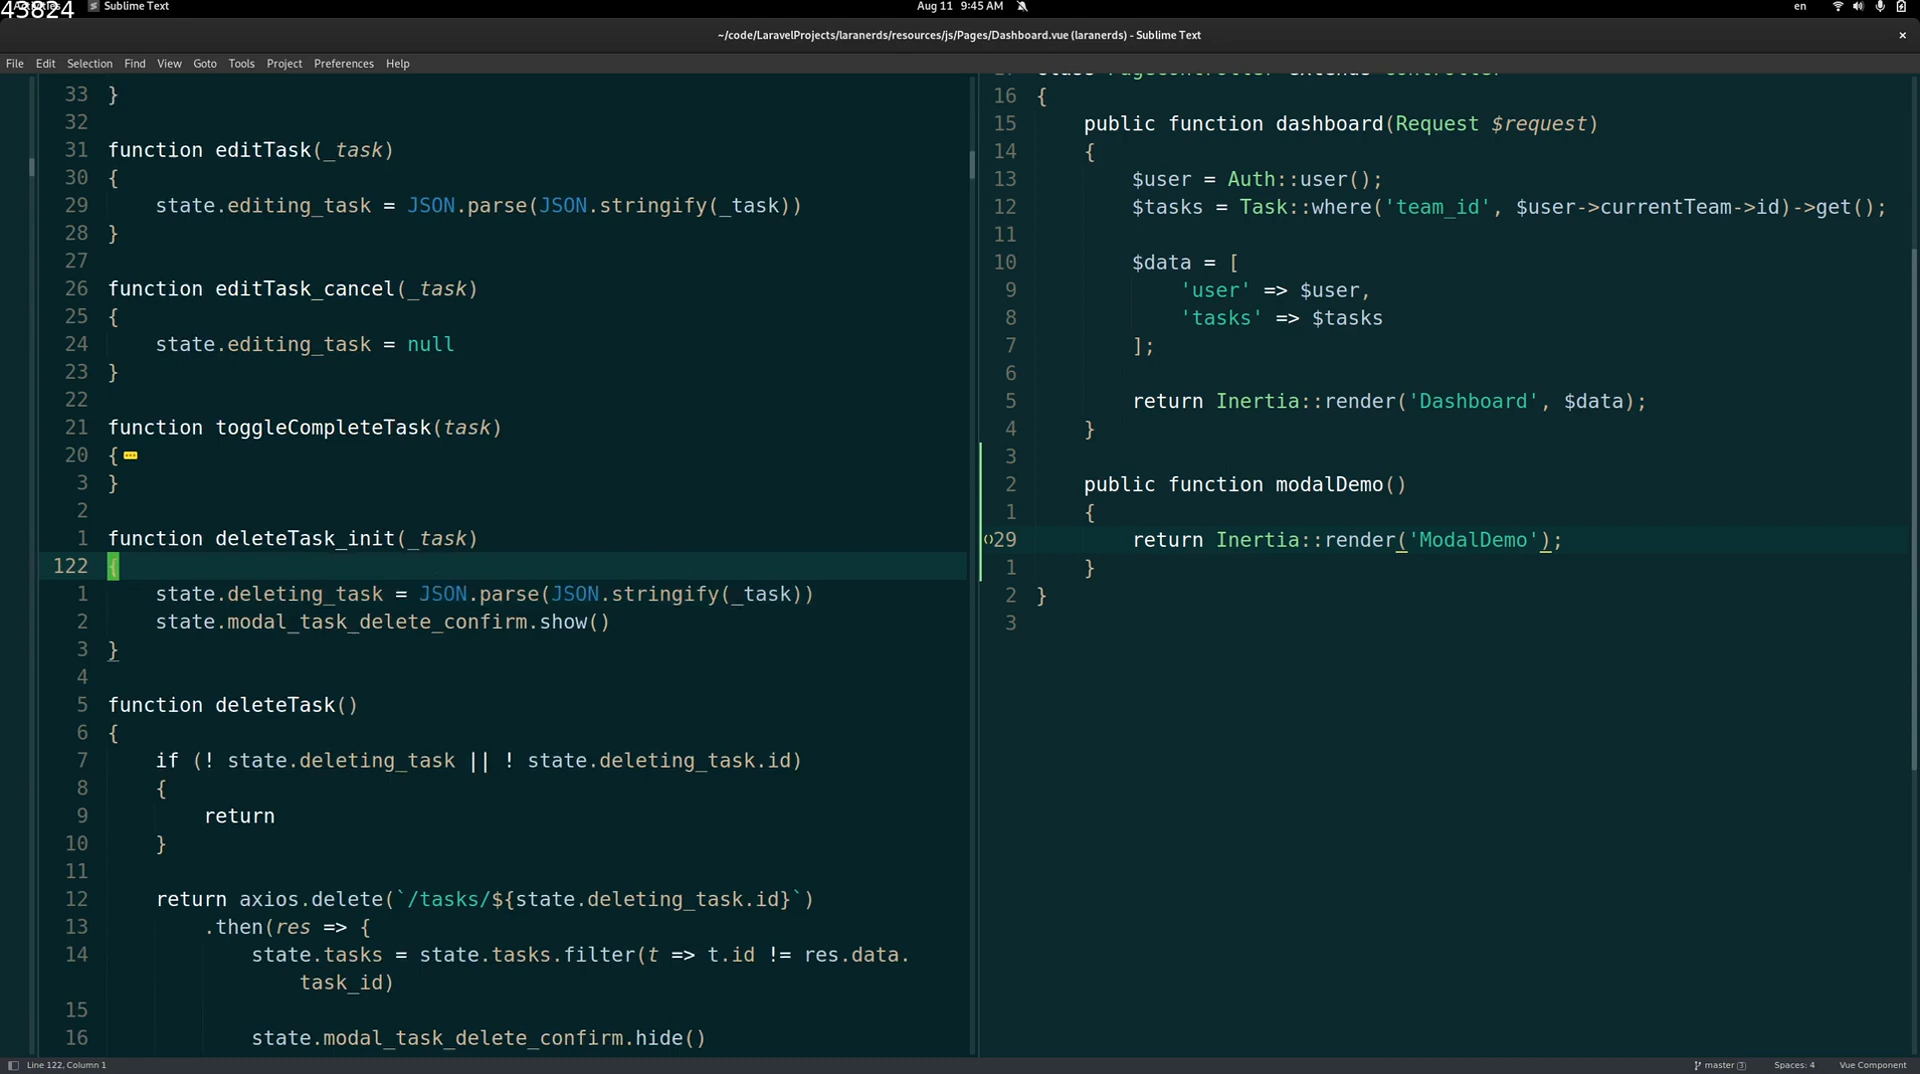 43824
Sublime Text
Aug 11 9:45 AM
en
~/code/LaravelProjects/laranerds/resources/js/Pages/Dashboard.vue (laranerds) - Sublime Text
File Edit Selection Find View Goto Tools Project Preferences Help
33 }
32
31 function editTask(_task)
30 {
29 state.editing_task = JSON.parse(JSON.stringify(_task))
28 }
27
26 function editTask_cancel(_task)
25 {
24 state.editing_task = null
23 }
22
21 function toggleCompleteTask(task)
20 {
3 }
2
1 function deleteTask_init(_task)
122 {
1 state.deleting_task = JSON.parse(JSON.stringify(_task))
2 state.modal_task_delete_confirm.show()
3 }
4
5 function deleteTask()
6 {
7 if (! state.deleting_task || ! state.deleting_task.id)
8 {
9 return
10 }
11
12 return axios.delete(`/tasks/${state.deleting_task.id}`)
13 .then(res => {
14 state.tasks = state.tasks.filter(t => t.id != res.data.
task_id)
15
16 state.modal_task_delete_confirm.hide()
16 {
15 public function dashboard(Request $request)
14 {
13 $user = Auth::user();
12 $tasks = Task::where('team_id', $user->currentTeam->id)->get();
11
10 $data = [
9 'user' => $user,
8 'tasks' => $tasks
7 ];
6
5 return Inertia::render('Dashboard', $data);
4 }
3
2 public function modalDemo()
1 {
29 return Inertia::render('ModalDemo');
1 }
2 }
3
Line 122, Column 1
master 3
Spaces: 4
Vue Component